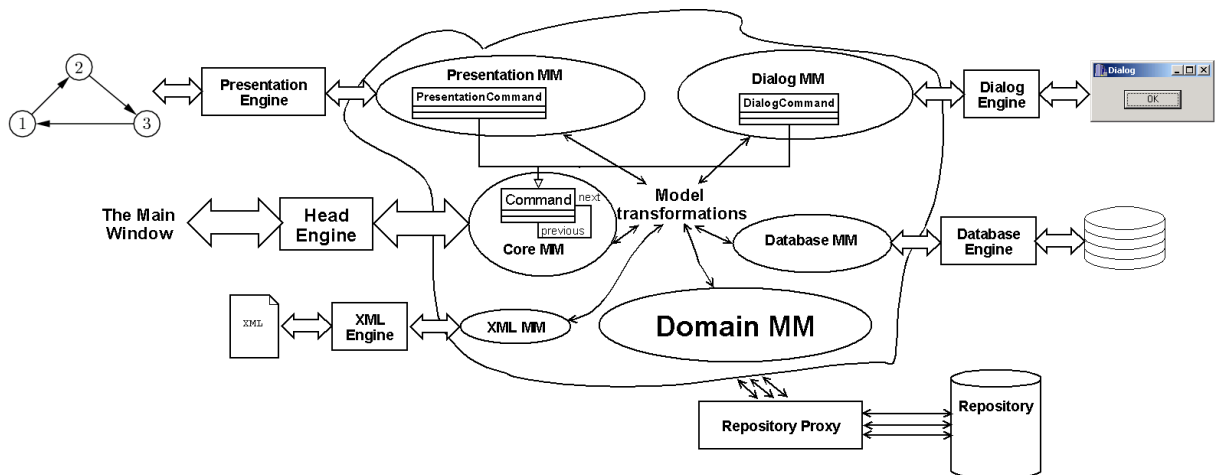 2
1
3
Presentation
Engine
Presentation MM
PresentationCommand
Dialog MM
DialogCommand
Dialog
Engine
Dialog
OK
The Main
Window
Head
Engine
Command
next
previous
Core MM
Model
transformations
Database MM
Database
Engine
XML
XML
Engine
XML MM
Domain MM
Repository Proxy
Repository